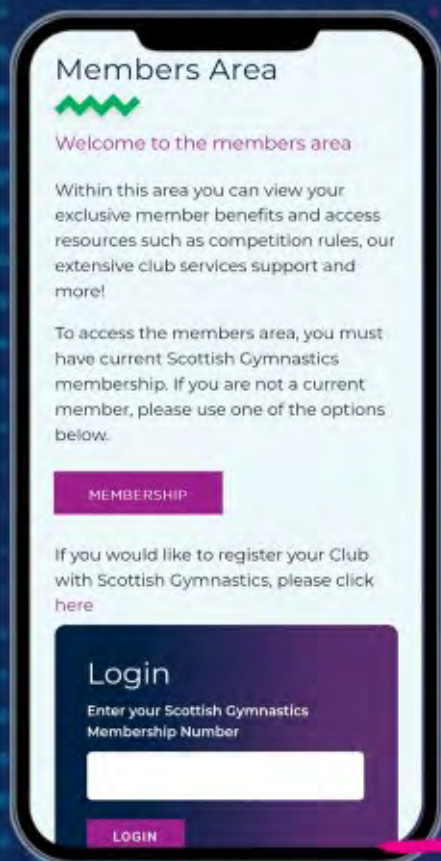 Members Area
Welcome to the members area
Within this area you can view your
exclusive member benefits and access
resources such as competition rules, our
extensive club services support and
more!
To access the members area, you must
have current Scottish Gymnastics
membership. If you are not a current
member, please use one of the options
below.
MEMBERSHIP
If you would like to register your Club
with Scottish Gymnastics, please click
here
Login
Enter your Scottish Gymnastics
Membership Number
LOGIN